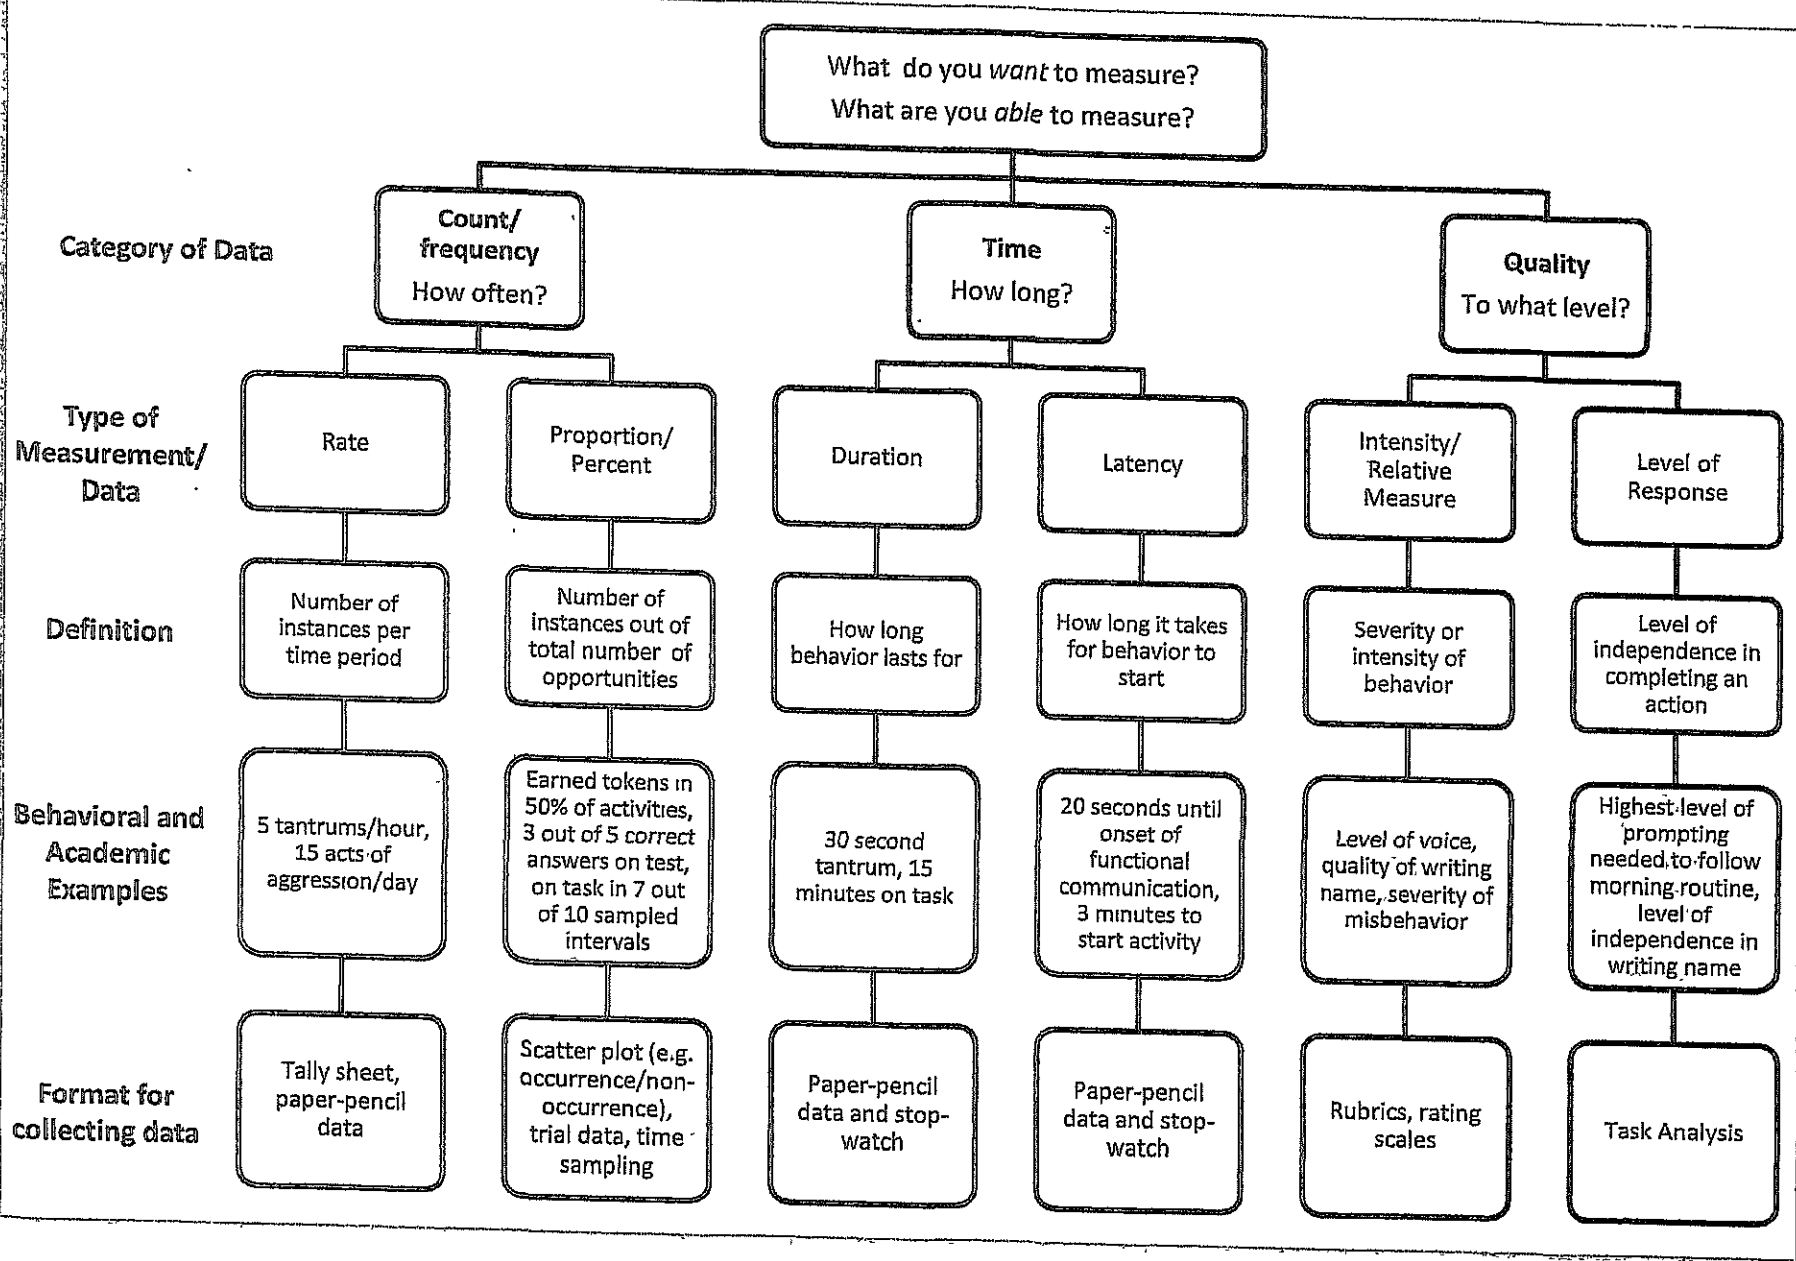 What do you want to measure?
What are you able to measure?
Category of Data
Count/
frequency
How often?
Time
How long?
Quality
To what level?
Type of
Measurement/
Data
Rate
Proportion/
Percent
Duration
Latency
Intensity/
Relative
Measure
Level of
Response
Definition
Number of
instances per
time period
Number of
instances out of
total number of
opportunities
How long
behavior lasts for
How long it takes
for behavior to
start
Severity or
intensity of
behavior
Level of
independence in
completing an
action
Behavioral and
Academic
Examples
5 tantrums/hour,
15 acts of
aggression/day
Earned tokens in
50% of activities,
3 out of 5 correct
answers on test,
on task in 7 out
of 10 sampled
intervals
30 second
tantrum, 15
minutes on task
20 seconds until
onset of
functional
communication,
3 minutes to
start activity
Level of voice,
quality of writing
name, severity of
misbehavior
Highest level of
prompting
needed to follow
morning routine,
level of
independence in
writing name
Format for
collecting data
Tally sheet,
paper-pencil
data
Scatter plot (e.g.
occurrence/non-
occurrence),
trial data, time
sampling
Paper-pencil
data and stop-
watch
Paper-pencil
data and stop-
watch
Rubrics, rating
scales
Task Analysis